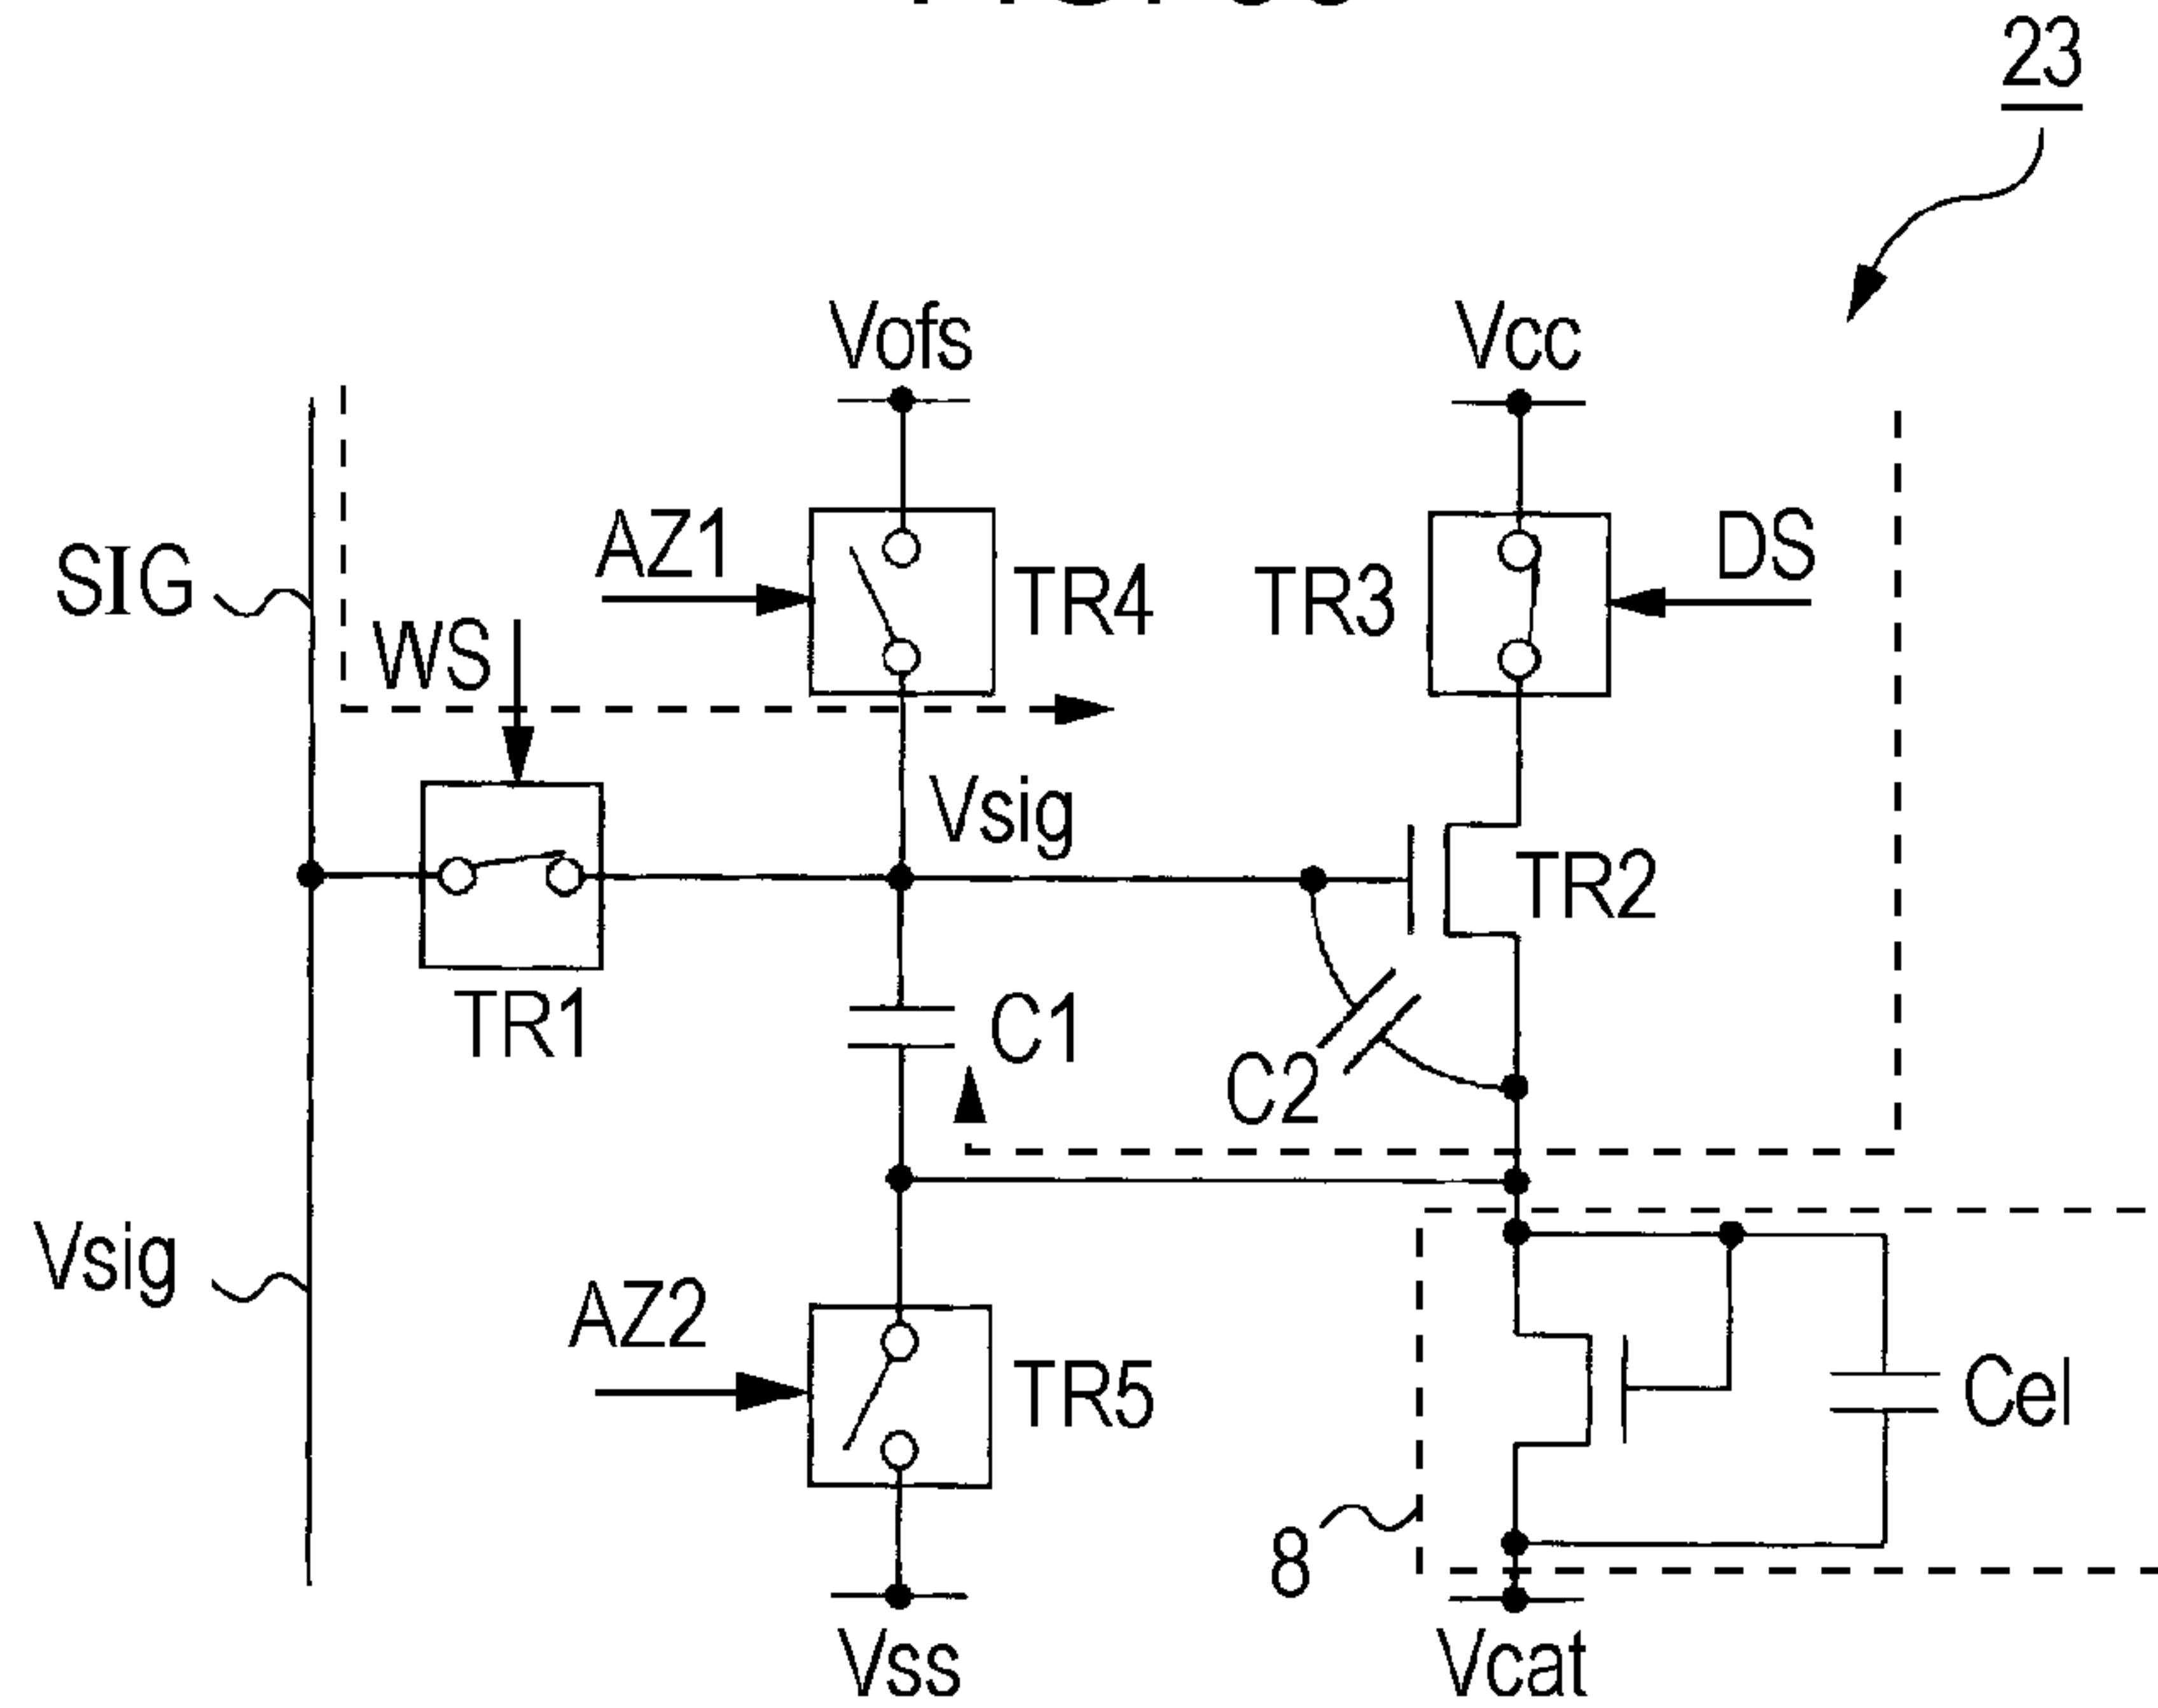 23
Vofs
Vcc
AZ1
DS
SIG
TR4
TR3
WS
Vsig
TR2
TR1
C1
C2
Vsig
AZ2
TR5
Cel
8
Vss
Vcat